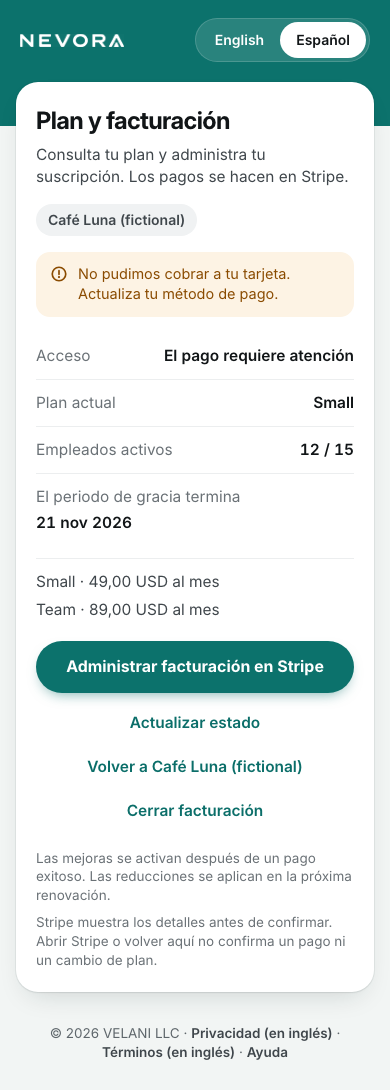 NEVORA
English
Español
Plan y facturación
Consulta tu plan y administra tu
suscripción. Los pagos se hacen en Stripe.
Café Luna (fictional)
No pudimos cobrar a tu tarjeta.
Actualiza tu método de pago.
Acceso El pago requiere atención
Plan actual Small
Empleados activos 12 / 15
El periodo de gracia termina
21 nov 2026
Small · 49,00 USD al mes
Team · 89,00 USD al mes
Administrar facturación en Stripe
Actualizar estado
Volver a Café Luna (fictional)
Cerrar facturación
Las mejoras se activan después de un pago
exitoso. Las reducciones se aplican en la próxima
renovación.
Stripe muestra los detalles antes de confirmar.
Abrir Stripe o volver aquí no confirma un pago ni
un cambio de plan.
© 2026 VELANI LLC · Privacidad (en inglés) ·
Términos (en inglés) · Ayuda